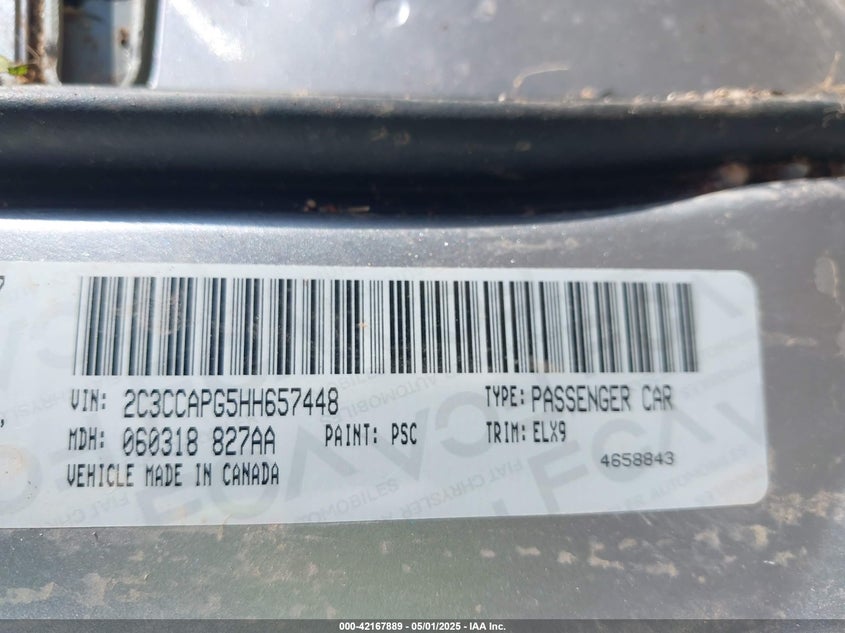 VIN: 2C3CCAPG5HH657448
TYPE: PASSENGER CAR
MDH: 060318 827AA
PAINT: PSC
TRIM: ELX9
VEHICLE MADE IN CANADA
4658843
000-42167889 - 05/01/2025 - IAA Inc.